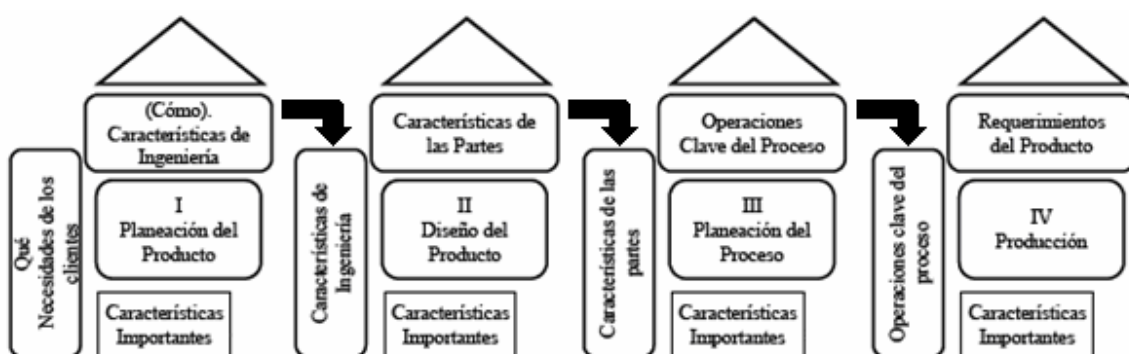 (Cómo).
Características de
Ingeniería
Qué
Necesidades de los
clientes
I
Planeación del
Producto
Características
Importantes
Características de
las Partes
Características de
Ingeniería
II
Diseño del
Producto
Características
Importantes
Operaciones
Clave del Proceso
Características de las
partes
III
Planeación del
Proceso
Características
Importantes
Requerimientos
del Producto
Operaciones clave del
proceso
IV
Producción
Características
Importantes